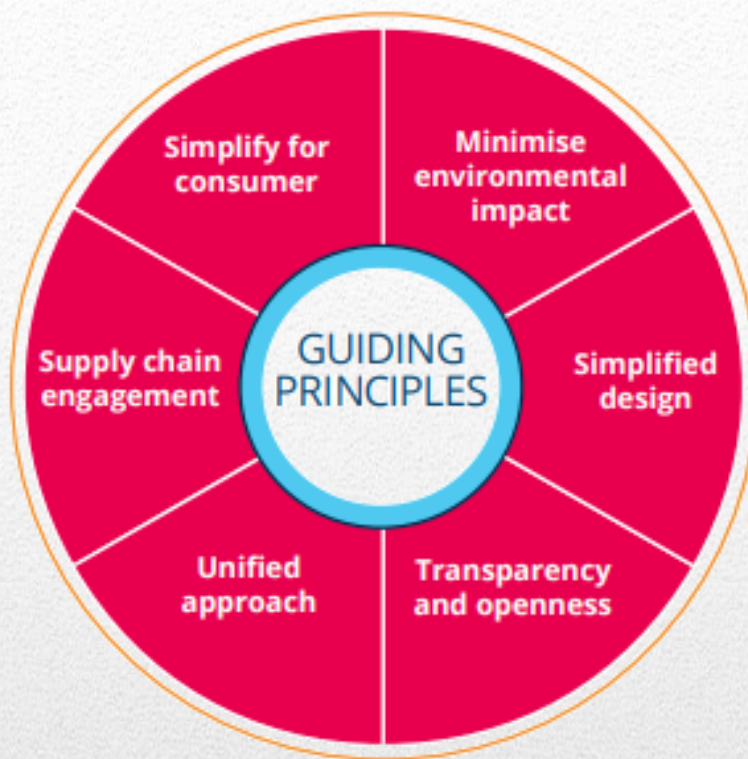 Simplify for
consumer
Minimise
environmental
impact
Supply chain
engagement
GUIDING
PRINCIPLES
Simplified
design
Unified
approach
Transparency
and openness